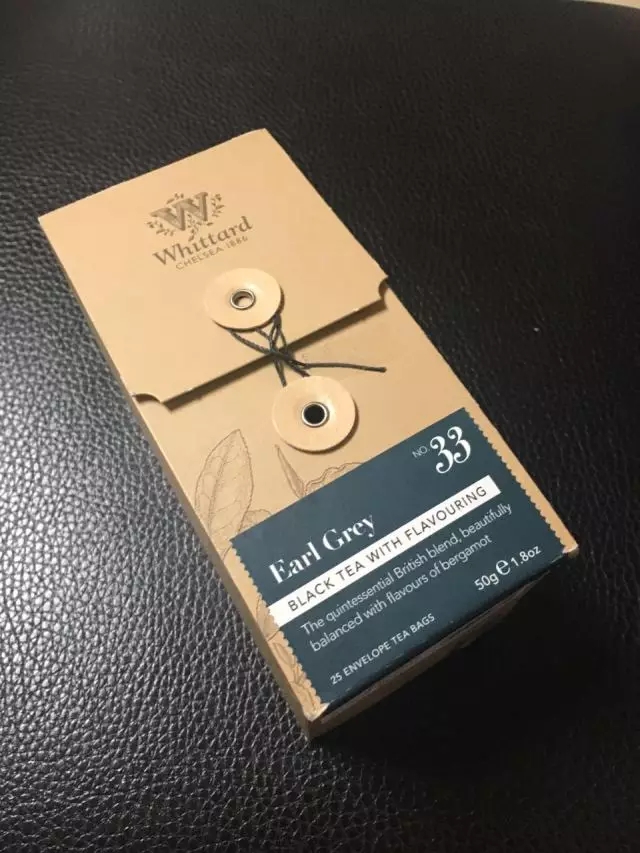 W
Whittard
CHELSEA 1886
NO. 33
Earl Grey
BLACK TEA WITH FLAVOURING
The quintessential British blend, beautifully
balanced with flavours of bergamot
25 ENVELOPE TEA BAGS
50g e 1.8oz